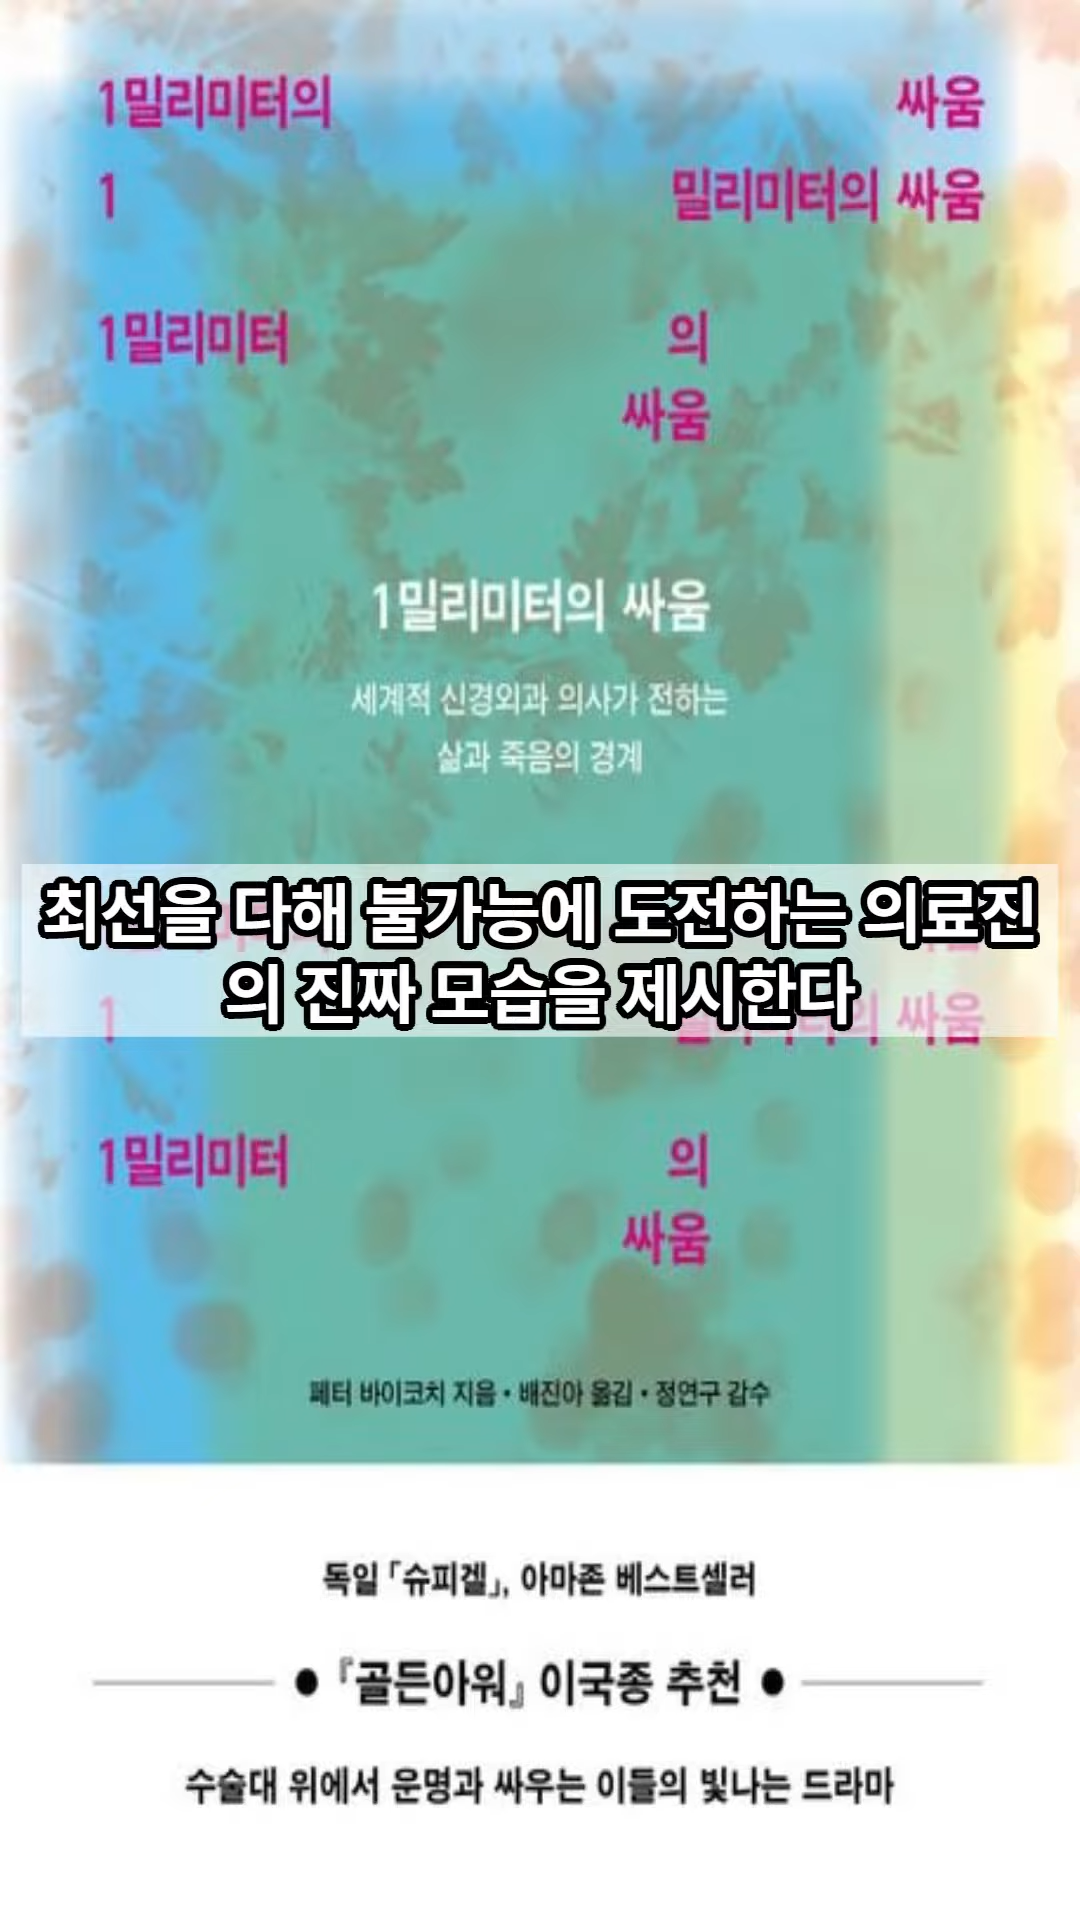 1밀리미터의 싸움
1 밀리미터의 싸움
1밀리미터 의
싸움
1밀리미터의 싸움
세계적 신경외과 의사가 전하는
삶과 죽음의 경계
최선을 다해 불가능에 도전하는 의료진
의 진짜 모습을 제시한다
1 밀리미터의 싸움
1밀리미터 의
싸움
페터 바이코치 지음・배진아 옮김・정연구 감수
독일 「슈피겔」, 아마존 베스트셀러
● 『골든아워』 이국종 추천 ●
수술대 위에서 운명과 싸우는 이들의 빛나는 드라마